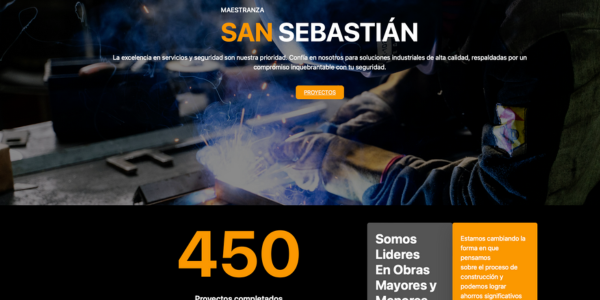 MAESTRANZA
SAN SEBASTIÁN
La excelencia en servicios y seguridad son nuestra prioridad. Confía en nosotros para soluciones industriales de alta calidad, respaldadas por un
compromiso inquebrantable con tu seguridad.
PROYECTOS
450
Proyectos completados
Somos
Lideres
En Obras
Mayores y
Menores
Estamos cambiando la
forma en que
pensamos
sobre el proceso de
construcción y
podemos lograr
ahorros significativos